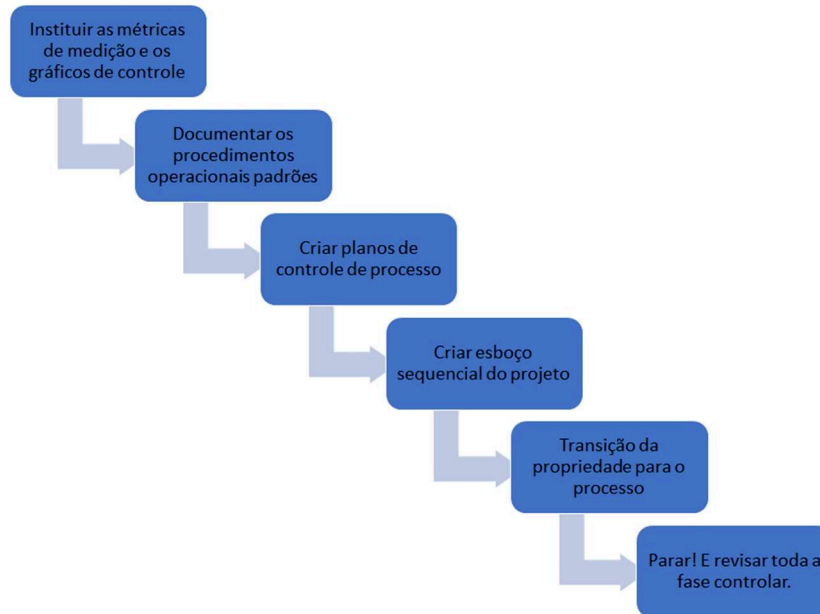 Instituir as métricas
de medição e os
gráficos de controle
Documentar os
procedimentos
operacionais padrões
Criar planos de
controle de processo
Criar esboço
sequencial do projeto
Transição da
propriedade para o
processo
Parar! E revisar toda a
fase controlar.